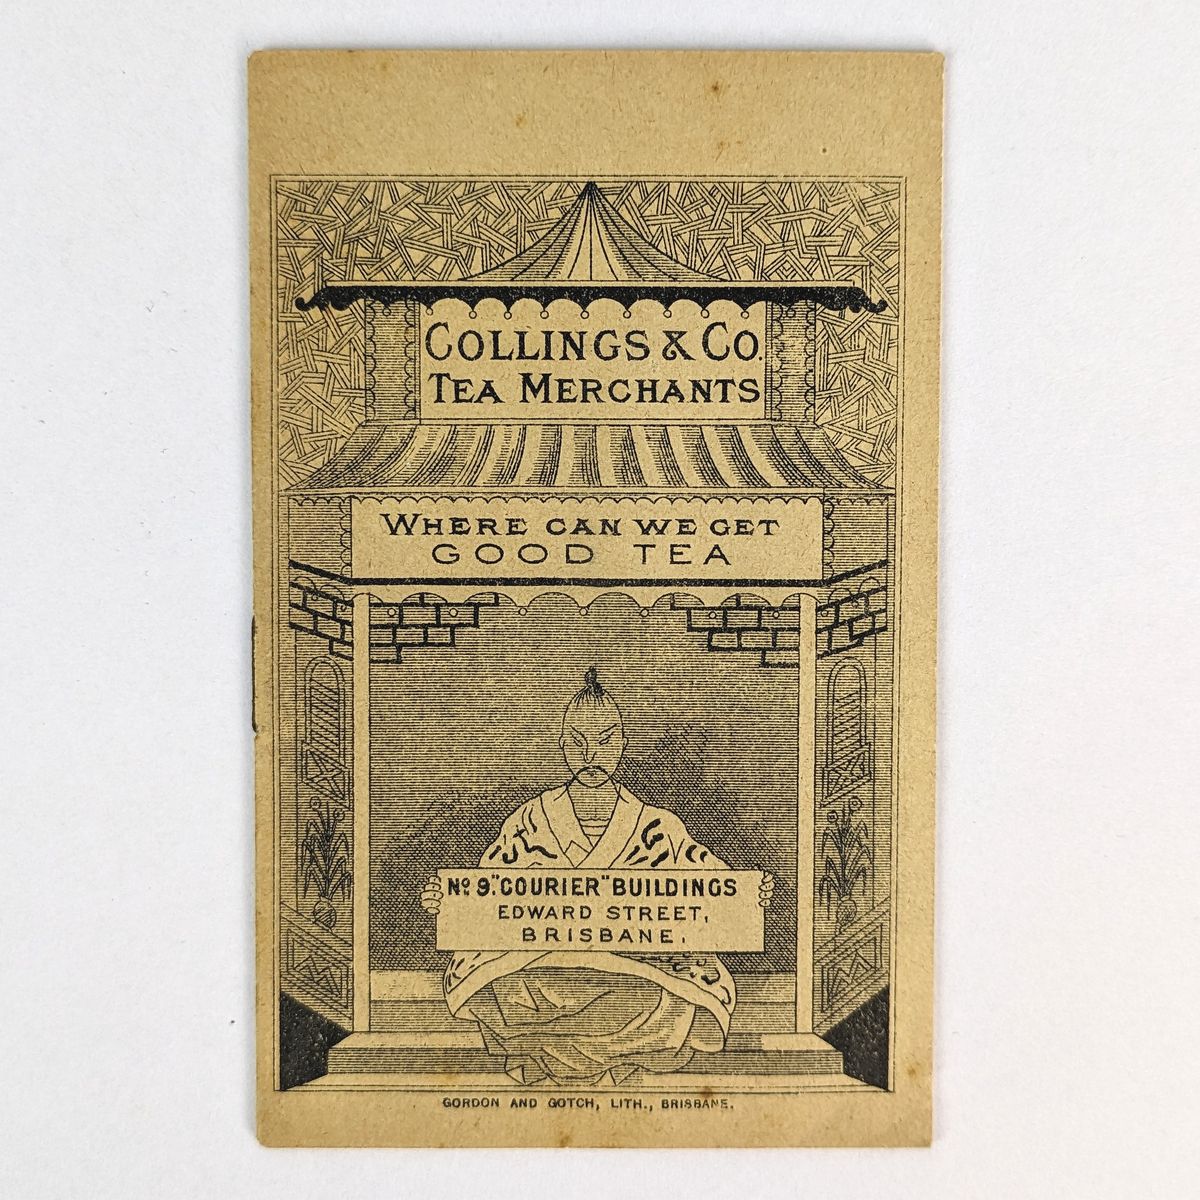 COLLINGS & CO.
TEA MERCHANTS
WHERE CAN WE GET
GOOD TEA
No. 9. "COURIER" BUILDINGS
EDWARD STREET,
BRISBANE.
GORDON AND GOTCH, LITH., BRISBANE.